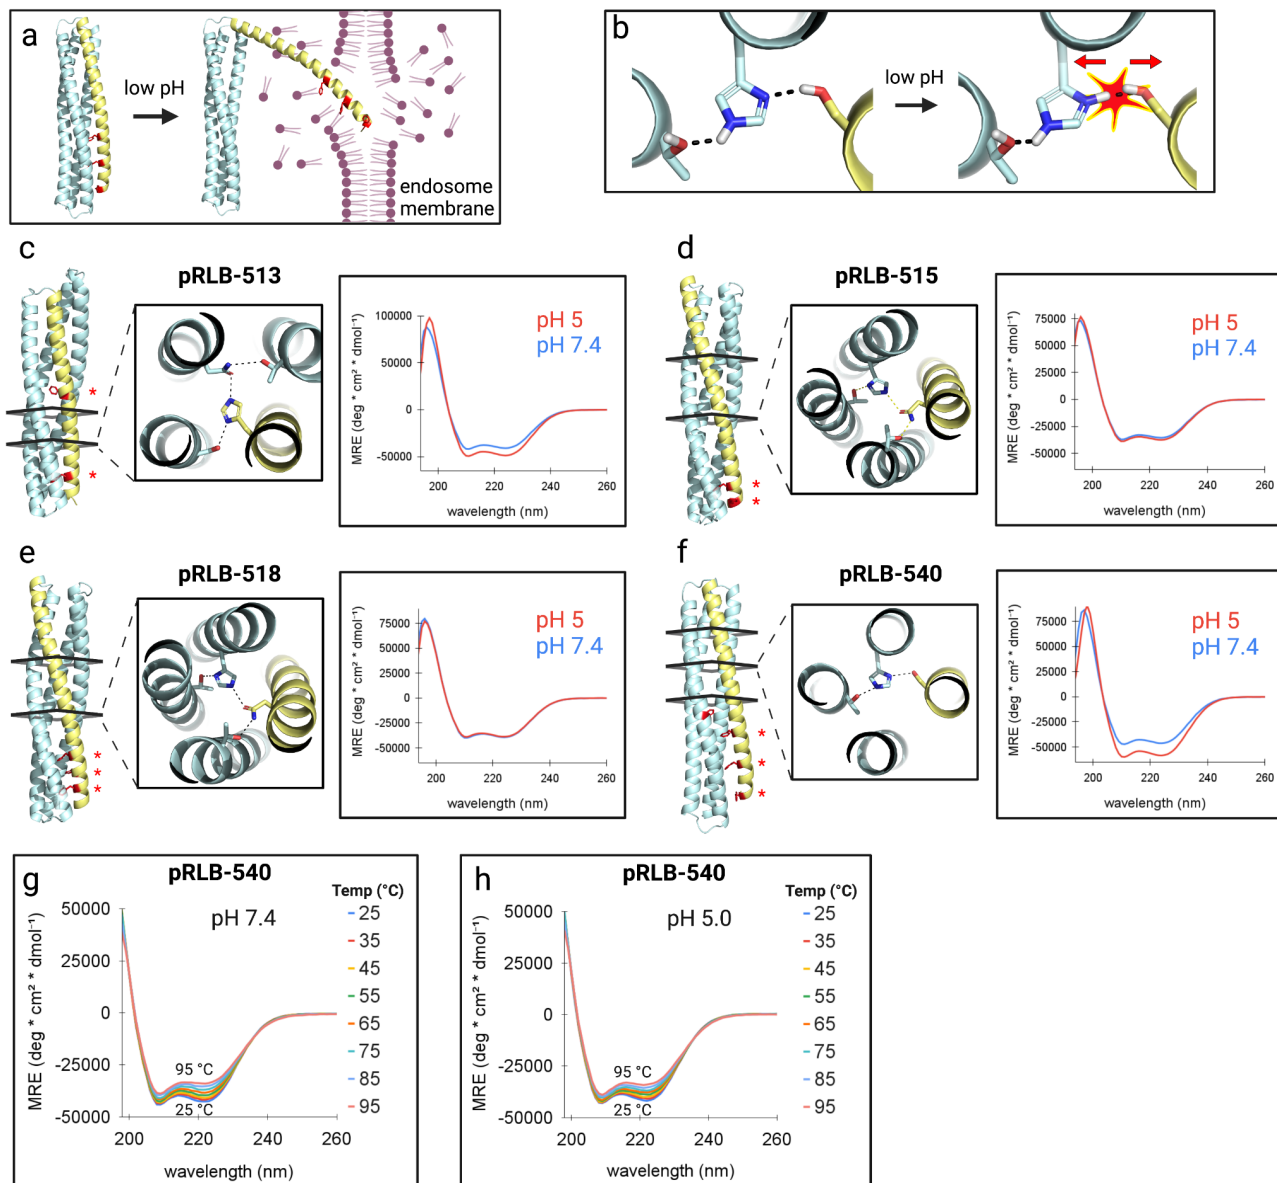 a
low pH
endosome
membrane
b
low pH
c
pRLB-513
*
*
MRE (deg * cm² * dmol⁻¹)
100000
50000
0
-50000
pH 5
pH 7.4
200
220
240
260
wavelength (nm)
d
pRLB-515
*
*
MRE (deg * cm² * dmol⁻¹)
75000
50000
25000
0
-25000
-50000
pH 5
pH 7.4
200
220
240
260
wavelength (nm)
e
pRLB-518
*
*
*
MRE (deg * cm² * dmol⁻¹)
75000
50000
25000
0
-25000
-50000
pH 5
pH 7.4
200
220
240
260
wavelength (nm)
f
pRLB-540
*
*
*
MRE (deg * cm² * dmol⁻¹)
75000
50000
25000
0
-25000
-50000
pH 5
pH 7.4
200
220
240
260
wavelength (nm)
g
pRLB-540
pH 7.4
Temp (°C)
25
35
45
55
65
75
85
95
MRE (deg * cm² * dmol⁻¹)
50000
25000
0
-25000
-50000
95 °C
25 °C
200
220
240
260
wavelength (nm)
h
pRLB-540
pH 5.0
Temp (°C)
25
35
45
55
65
75
85
95
MRE (deg * cm² * dmol⁻¹)
50000
25000
0
-25000
-50000
95 °C
25 °C
200
220
240
260
wavelength (nm)